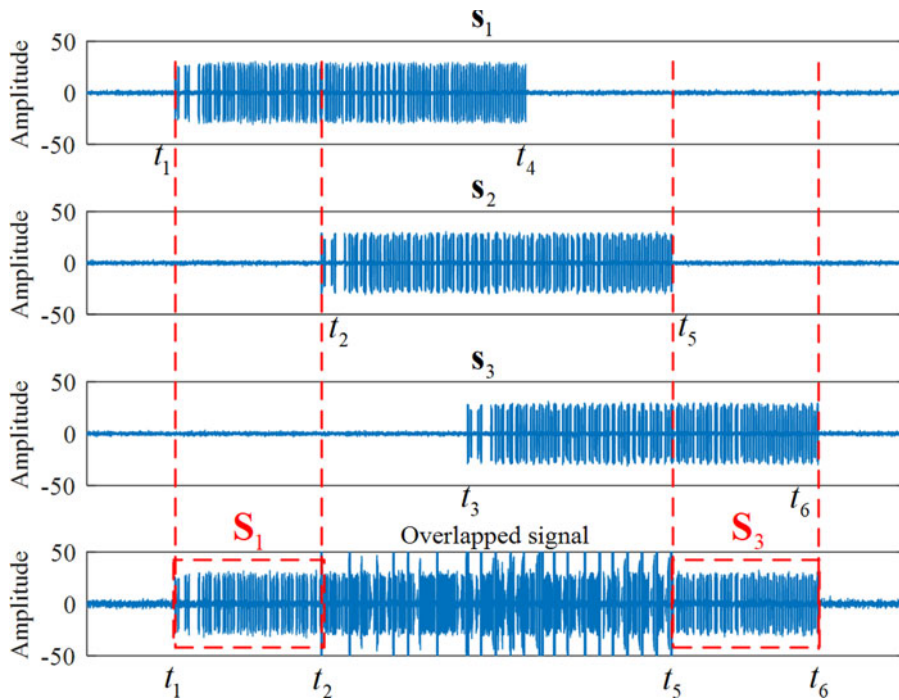 s₁
50
0
-50
Amplitude
t₁
t₄
s₂
50
0
-50
Amplitude
t₂
t₅
s₃
50
0
-50
Amplitude
t₃
t₆
S₁
Overlapped signal
S₃
50
0
-50
Amplitude
t₁
t₂
t₅
t₆